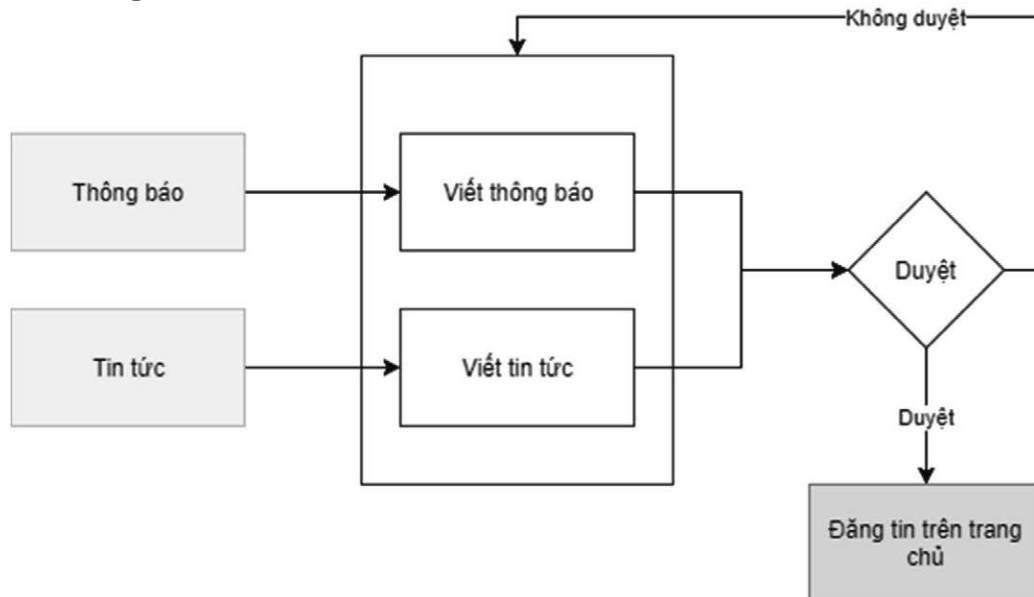 Không duyệt
Thông báo
Viết thông báo
Duyệt
Tin tức
Viết tin tức
Duyệt
Đăng tin trên trang
chủ